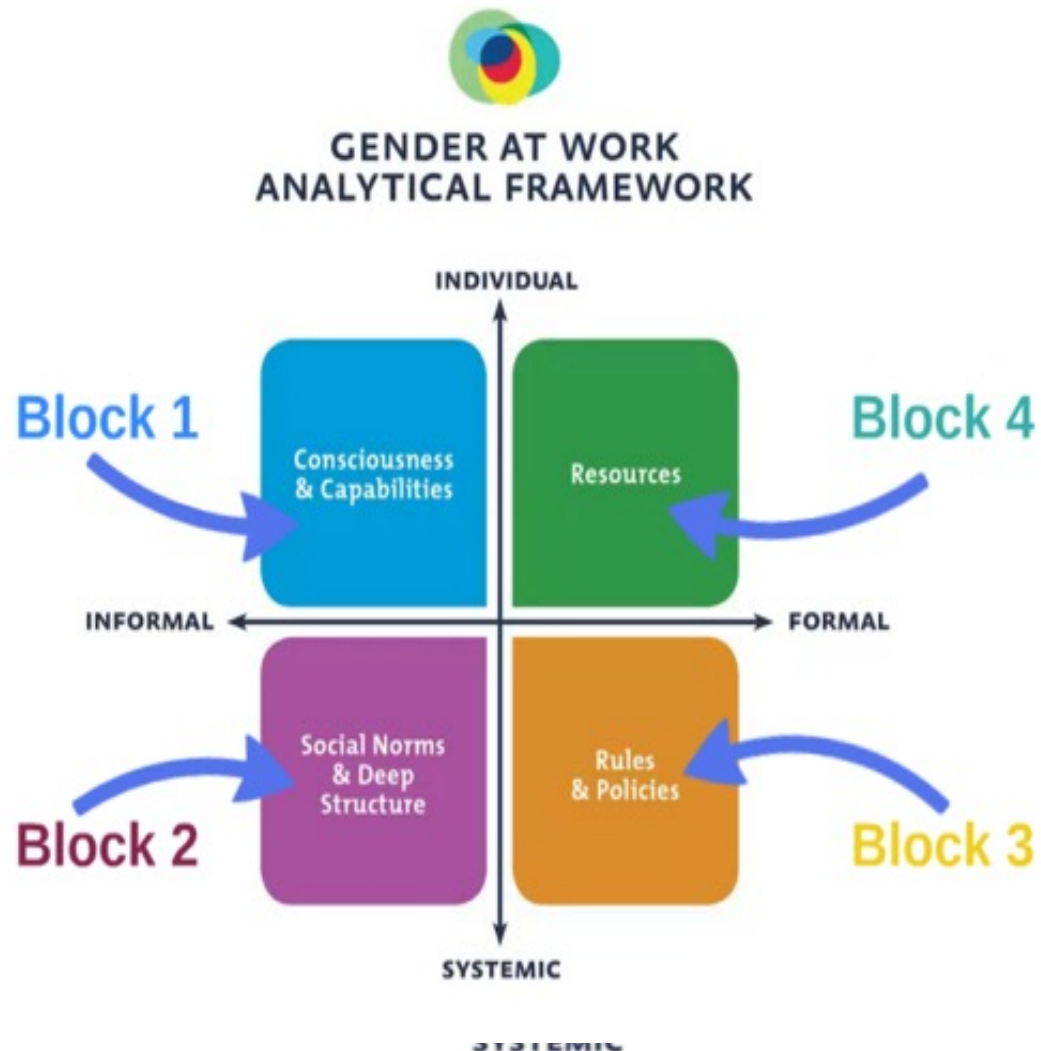 GENDER AT WORK
ANALYTICAL FRAMEWORK
INDIVIDUAL
Block 1
Block 4
Consciousness
& Capabilities
Resources
INFORMAL
FORMAL
Social Norms
& Deep
Structure
Rules
& Policies
Block 2
Block 3
SYSTEMIC
SYSTEMIC